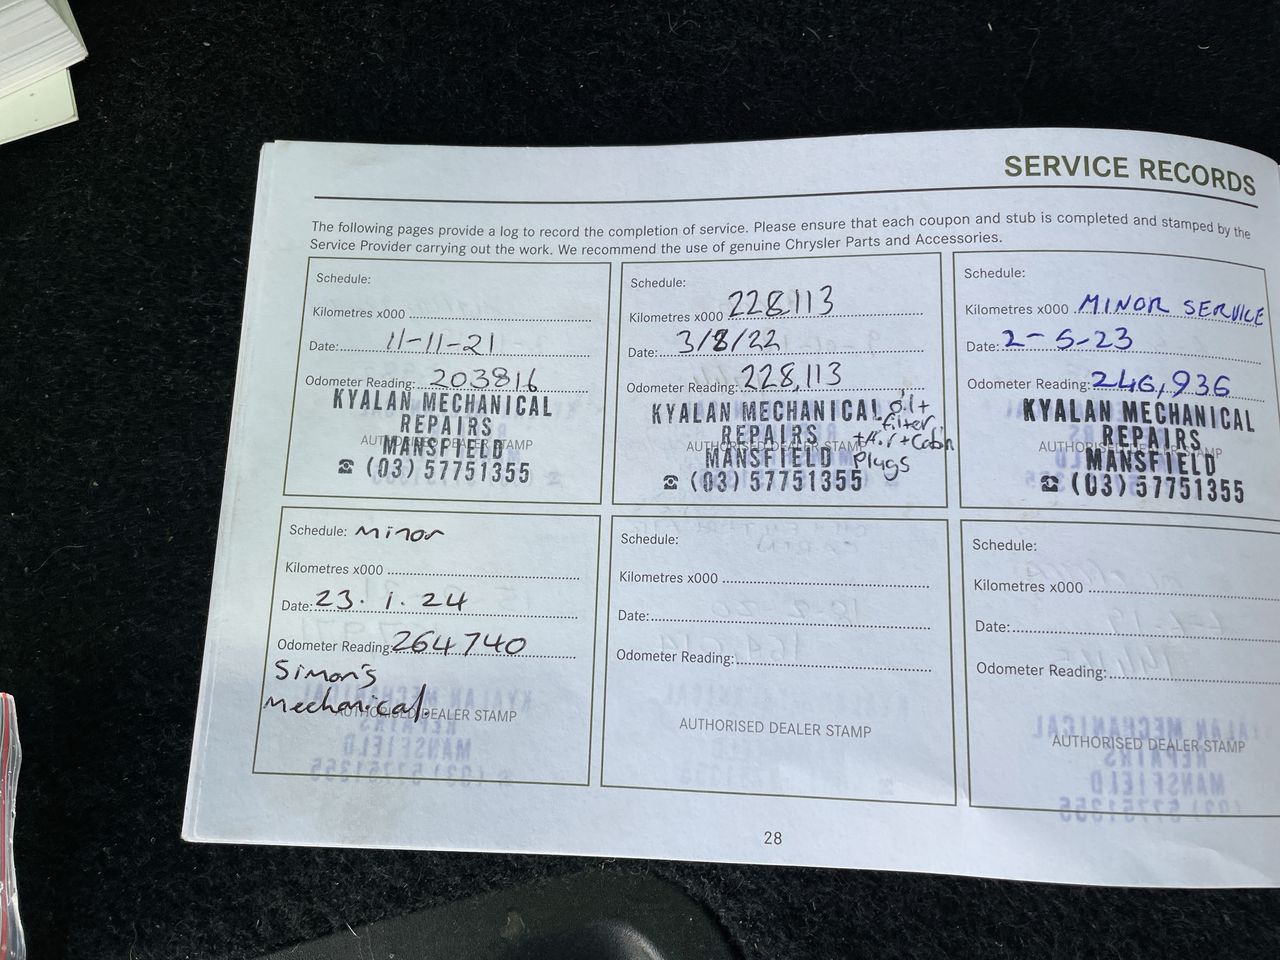 SERVICE RECORDS
The following pages provide a log to record the completion of service. Please ensure that each coupon and stub is completed and stamped by the
Service Provider carrying out the work. We recommend the use of genuine Chrysler Parts and Accessories.
Schedule:
Kilometres x000
Date: 11-11-21
Odometer Reading: 203816
KYALAN MECHANICAL
REPAIRS
AUTHORISED DEALER STAMP
MANSFIELD
☎ (03) 57751355
Schedule:
Kilometres x000 228,113
Date: 3/8/22
Odometer Reading: 228,113
KYALAN MECHANICAL
REPAIRS
AUTHORISED DEALER STAMP
MANSFIELD
☎ (03) 57751355
oil+
filter
+Air+Cabin
Plugs
Schedule:
Kilometres x000 MINOR SERVICE
Date: 2-5-23
Odometer Reading: 246,936
KYALAN MECHANICAL
REPAIRS
AUTHORISED DEALER STAMP
MANSFIELD
☎ (03) 57751355
Schedule: Minor
Kilometres x000
Date: 23.1.24
Odometer Reading: 264740
Simon's
Mechanical.
AUTHORISED DEALER STAMP
Schedule:
Kilometres x000
Date:
Odometer Reading:
AUTHORISED DEALER STAMP
Schedule:
Kilometres x000
Date:
Odometer Reading:
AUTHORISED DEALER STAMP
28